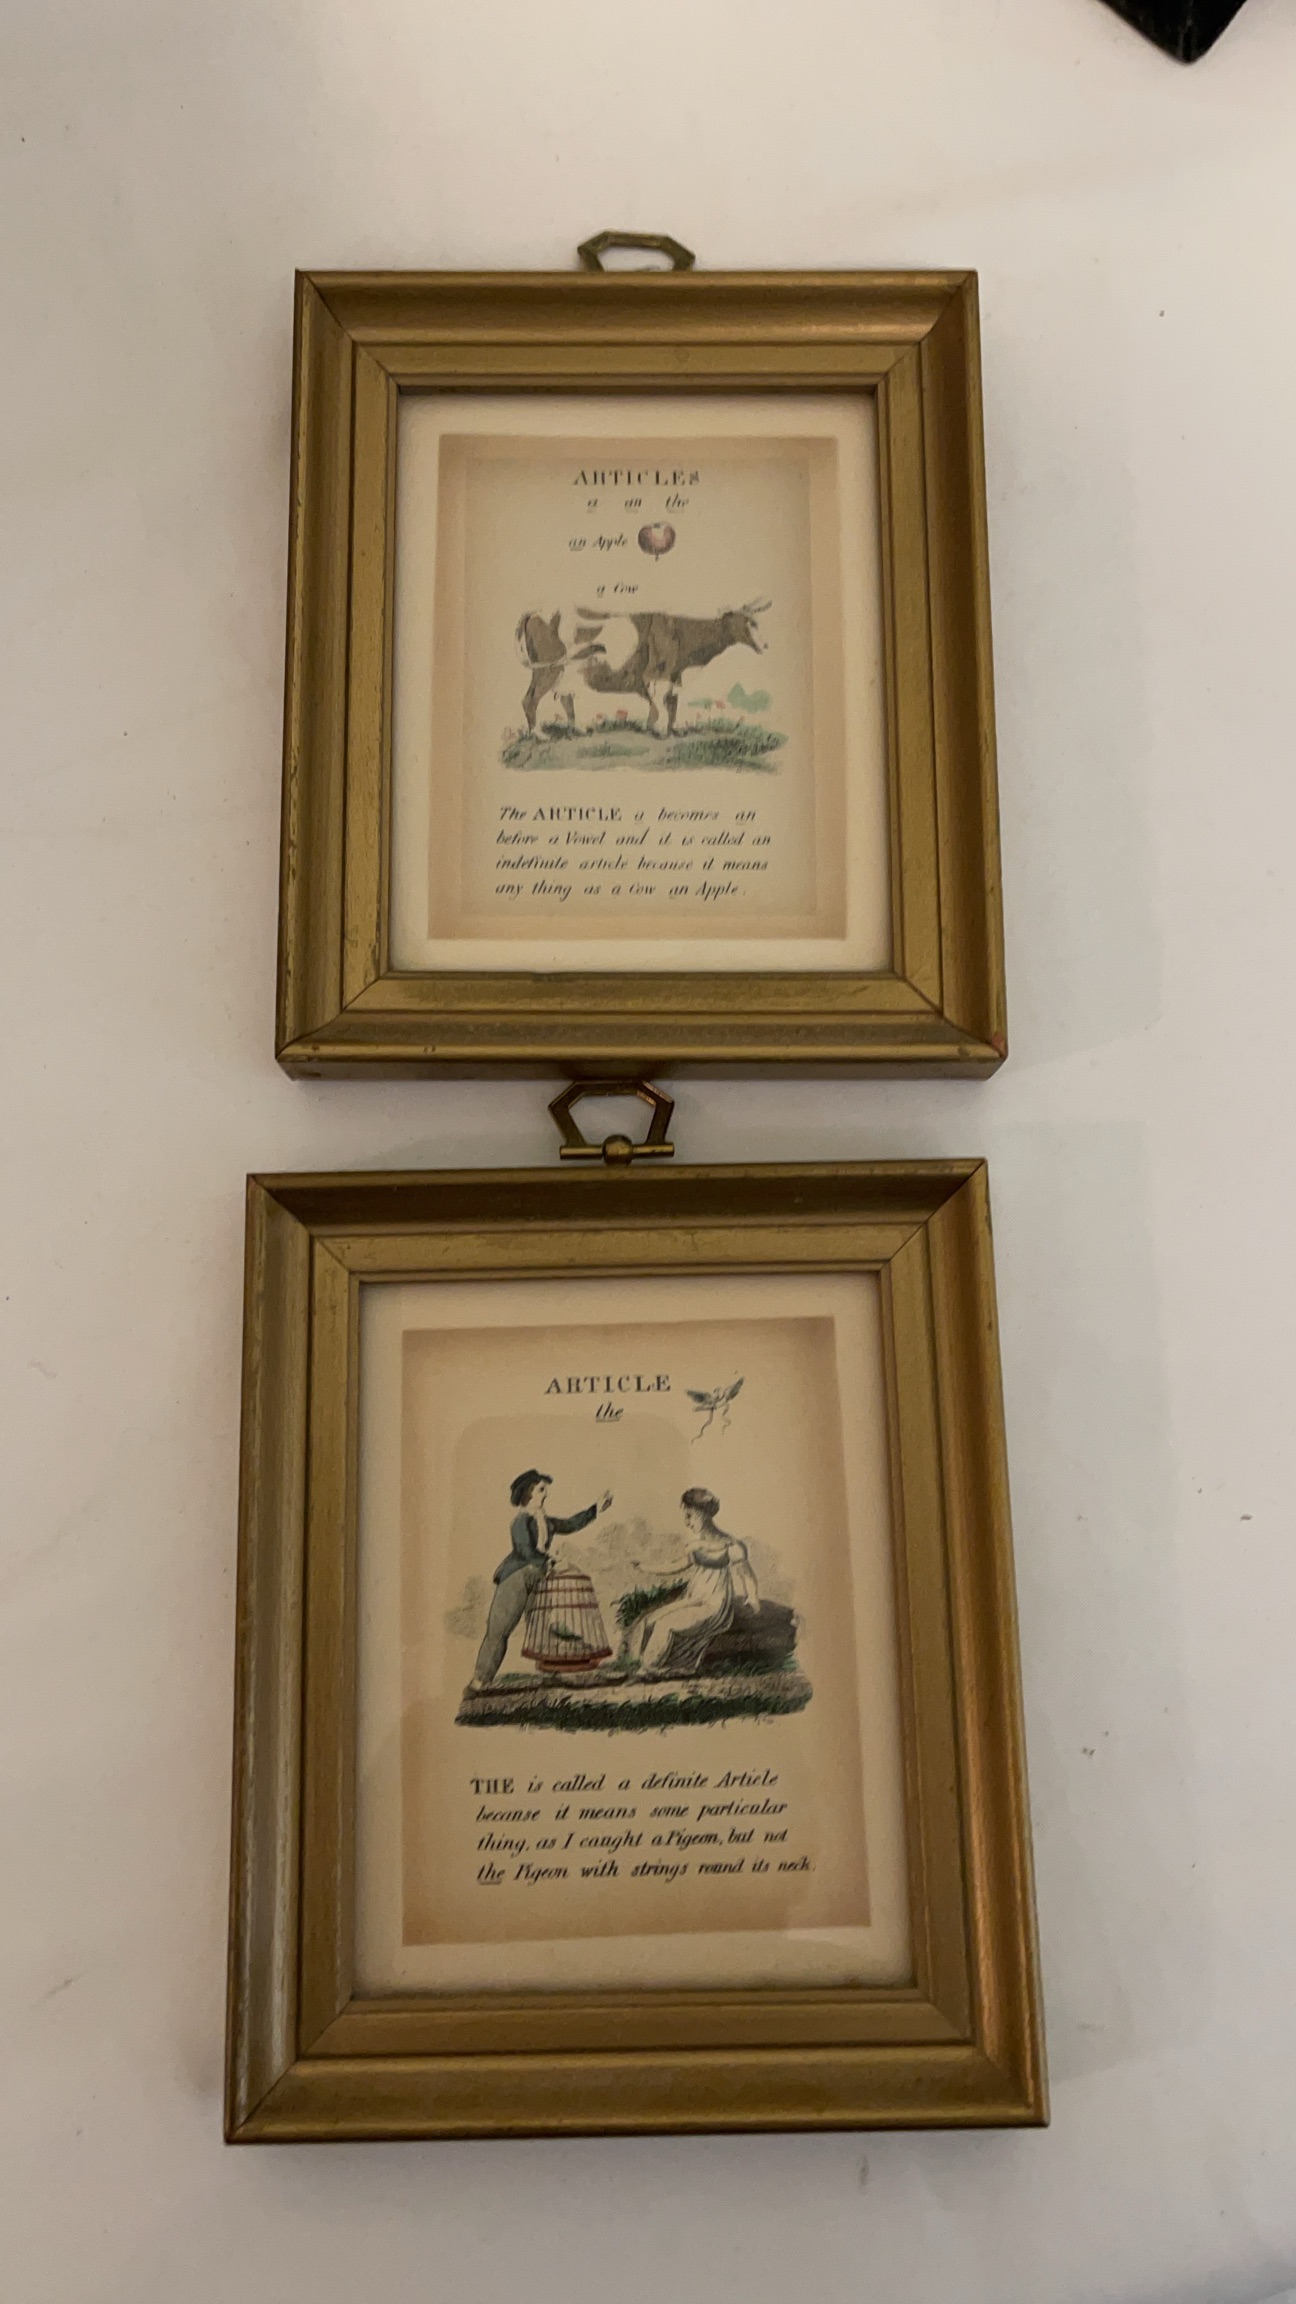 ARTICLES
a an the
an Apple
a Cow
The ARTICLE a becomes an
before a Vowel and it is called an
indefinite article because it means
any thing as a Cow an Apple.
ARTICLE
the
THE is called a definite Article
because it means some particular
thing, as I caught a Pigeon, but not
the Pigeon with strings round its neck.